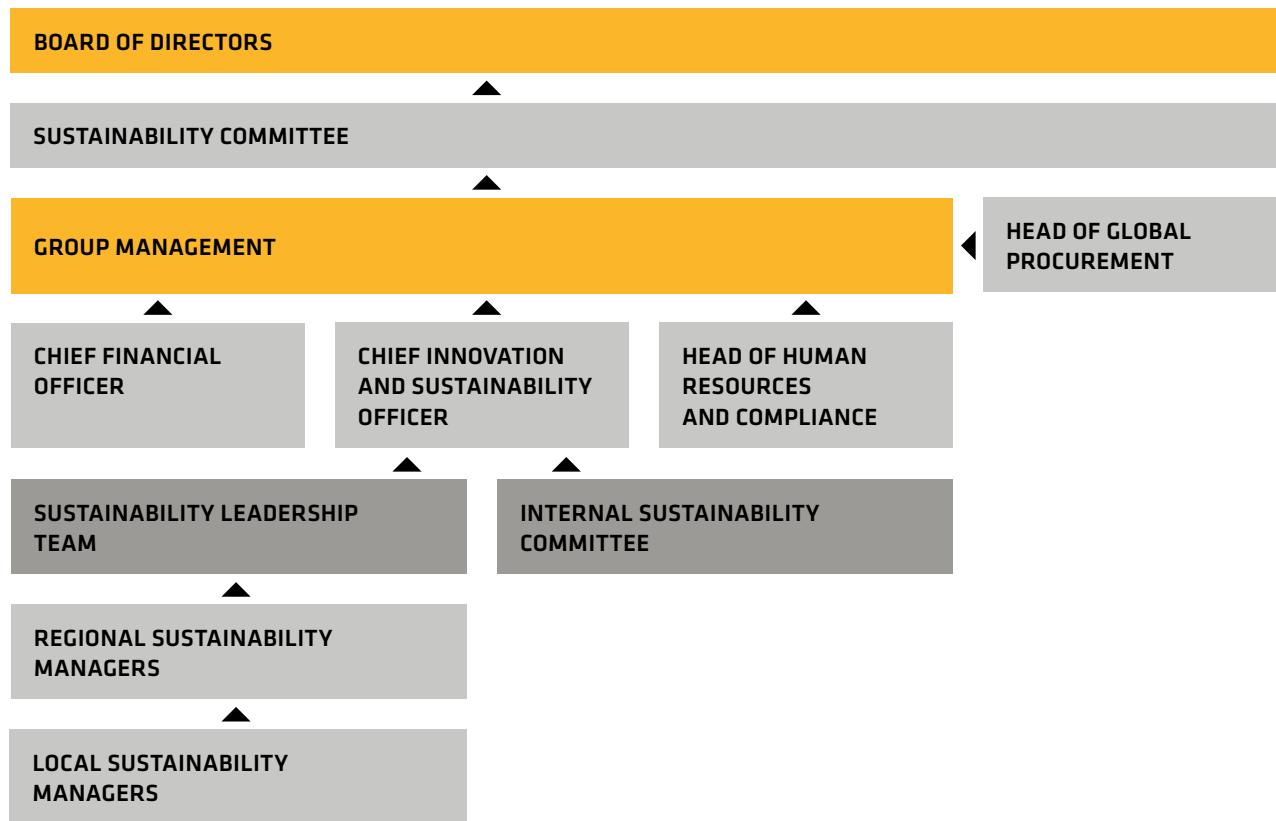 BOARD OF DIRECTORS
SUSTAINABILITY COMMITTEE
GROUP MANAGEMENT
HEAD OF GLOBAL
PROCUREMENT
CHIEF FINANCIAL
OFFICER
CHIEF INNOVATION
AND SUSTAINABILITY
OFFICER
HEAD OF HUMAN
RESOURCES
AND COMPLIANCE
SUSTAINABILITY LEADERSHIP
TEAM
INTERNAL SUSTAINABILITY
COMMITTEE
REGIONAL SUSTAINABILITY
MANAGERS
LOCAL SUSTAINABILITY
MANAGERS